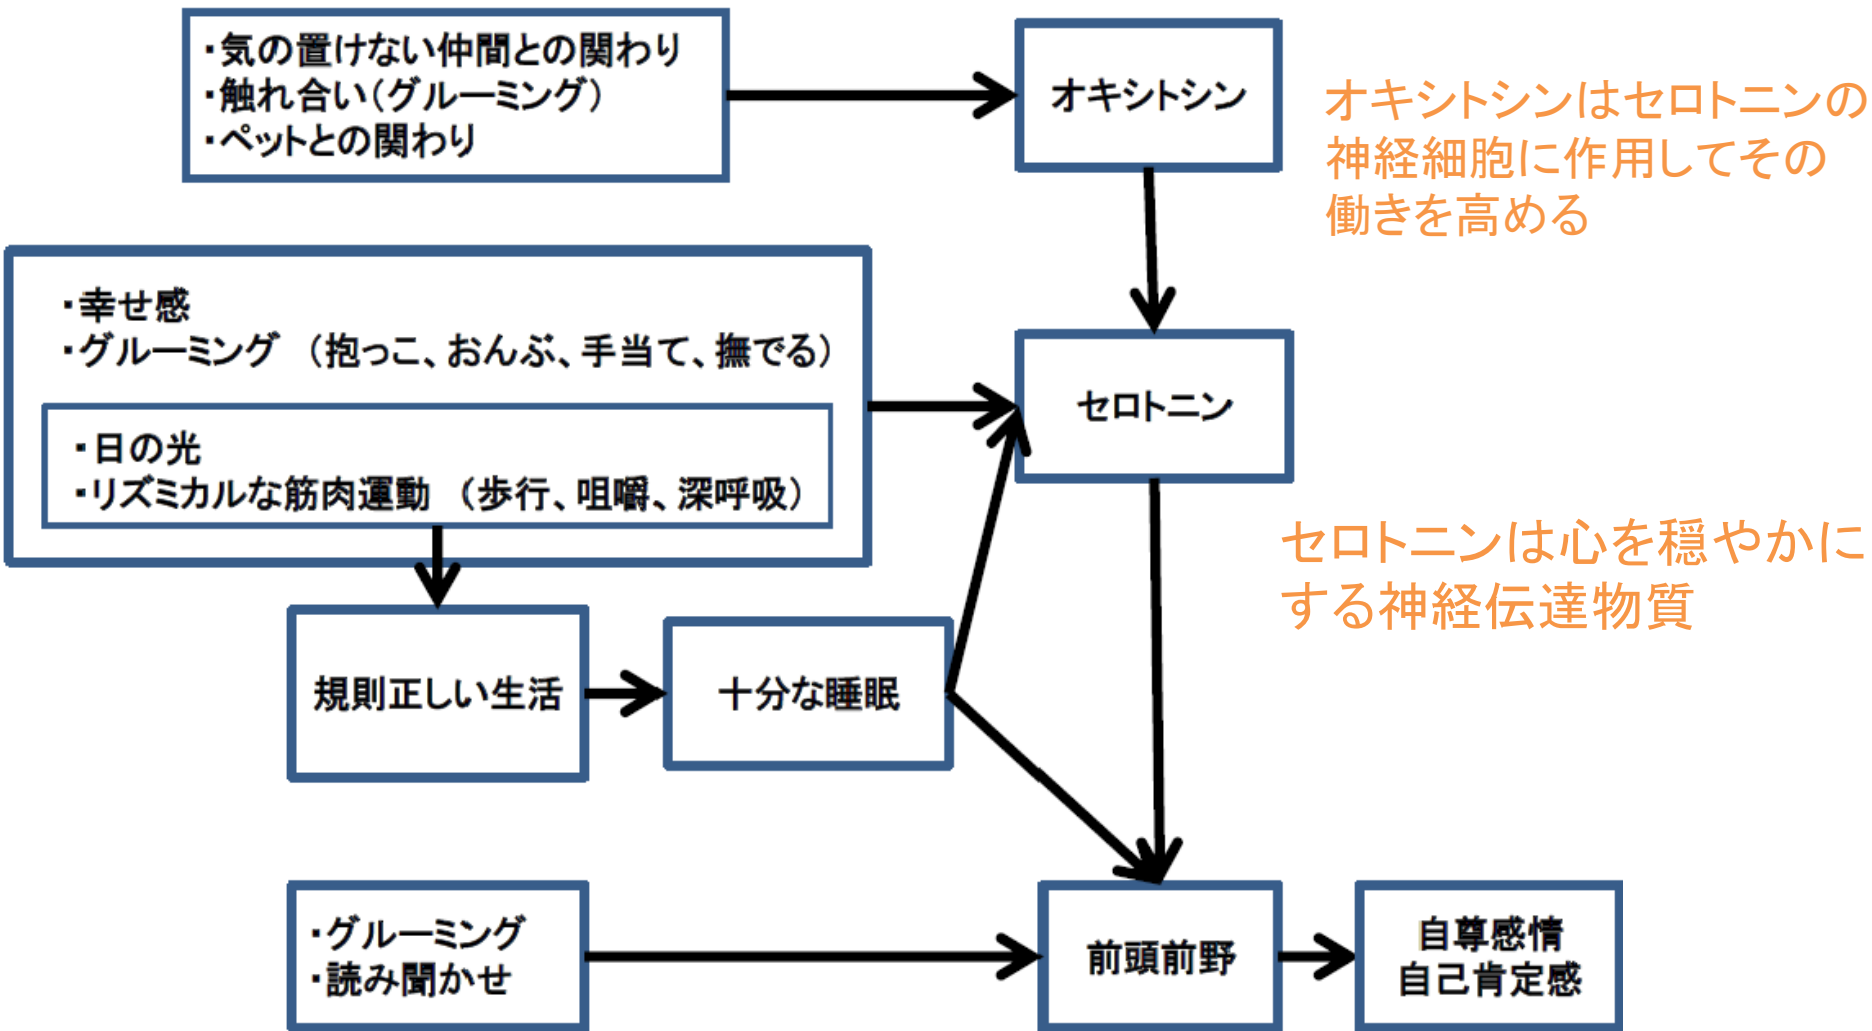 ・気の置けない仲間との関わり
・触れ合い(グルーミング)
・ペットとの関わり
オキシトシン
オキシトシンはセロトニンの
神経細胞に作用してその
働きを高める
・幸せ感
・グルーミング (抱っこ、おんぶ、手当て、撫でる)
・日の光
・リズミカルな筋肉運動 (歩行、咀嚼、深呼吸)
セロトニン
セロトニンは心を穏やかに
する神経伝達物質
規則正しい生活
十分な睡眠
・グルーミング
・読み聞かせ
前頭前野
自尊感情
自己肯定感